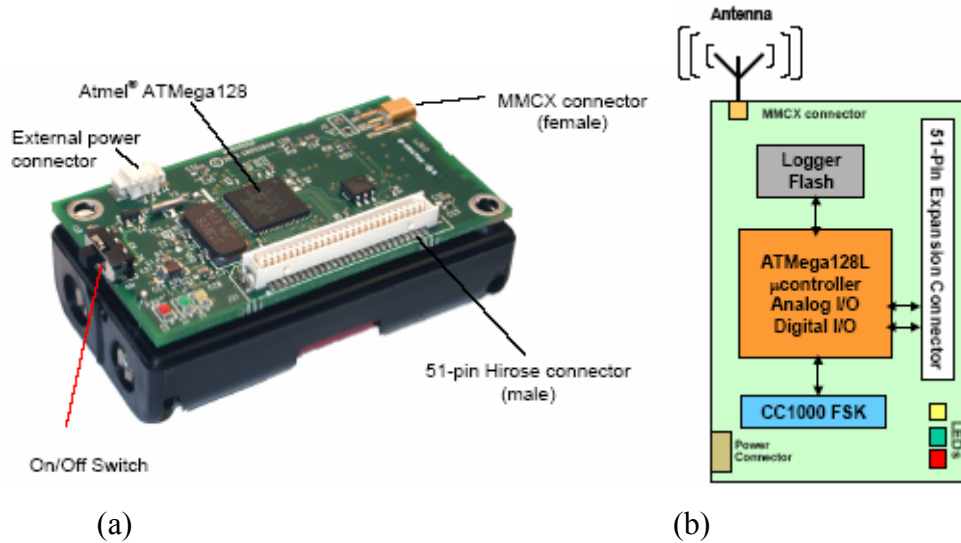 Atmel® ATMega128
External power
connector
MMCX connector
(female)
51-pin Hirose connector
(male)
On/Off Switch
(a)
Antenna
MMCX connector
51-Pin Expansion Connector
Logger
Flash
ATMega128L
µcontroller
Analog I/O
Digital I/O
CC1000 FSK
Power
Connector
LEDs
(b)